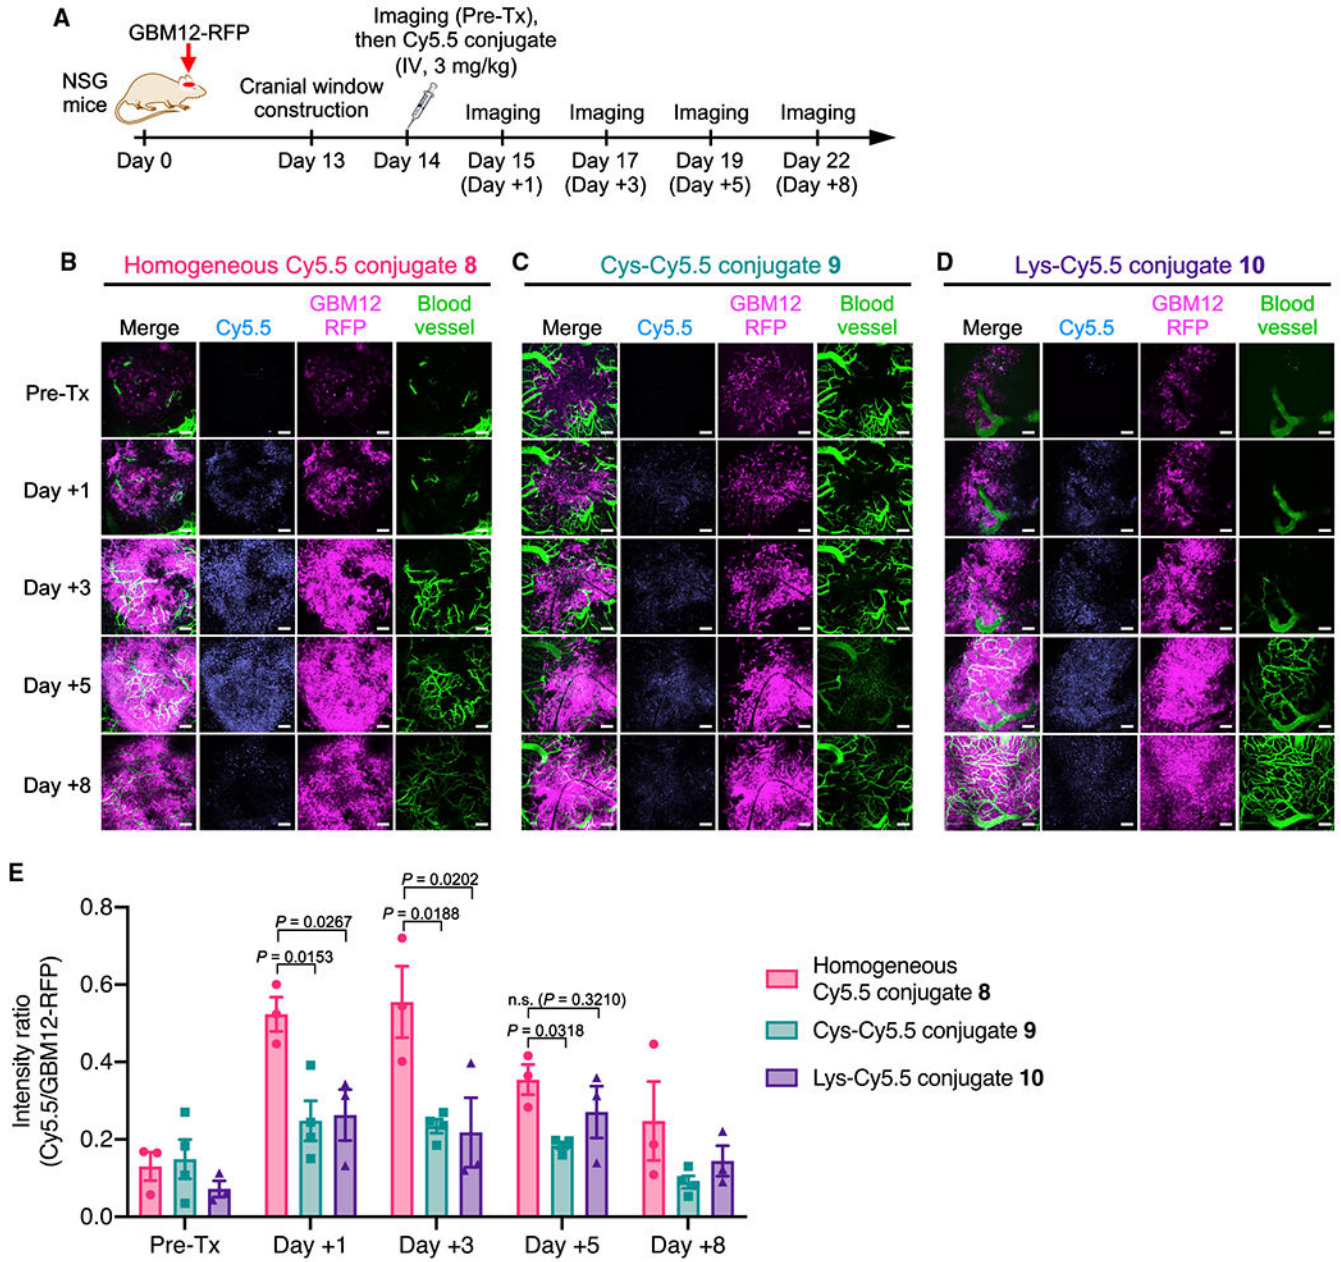 A
GBM12-RFP
NSG
mice
Cranial window
construction
Imaging (Pre-Tx),
then Cy5.5 conjugate
(IV, 3 mg/kg)
Imaging
Imaging
Imaging
Imaging
Day 0
Day 13
Day 14
Day 15
(Day +1)
Day 17
(Day +3)
Day 19
(Day +5)
Day 22
(Day +8)
B
Homogeneous Cy5.5 conjugate 8
Merge
Cy5.5
GBM12
RFP
Blood
vessel
C
Cys-Cy5.5 conjugate 9
Merge
Cy5.5
GBM12
RFP
Blood
vessel
D
Lys-Cy5.5 conjugate 10
Merge
Cy5.5
GBM12
RFP
Blood
vessel
Pre-Tx
Day +1
Day +3
Day +5
Day +8
E
Intensity ratio
(Cy5.5/GBM12-RFP)
0.8
0.6
0.4
0.2
0.0
P = 0.0267
P = 0.0153
P = 0.0202
P = 0.0188
n.s. (P = 0.3210)
P = 0.0318
Pre-Tx
Day +1
Day +3
Day +5
Day +8
Homogeneous
Cy5.5 conjugate 8
Cys-Cy5.5 conjugate 9
Lys-Cy5.5 conjugate 10